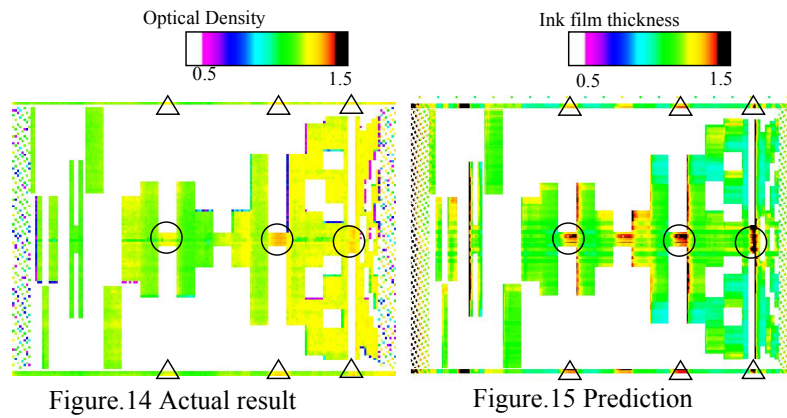 Optical Density
0.5
1.5
Ink film thickness
0.5
1.5
Figure.14 Actual result
Figure.15 Prediction